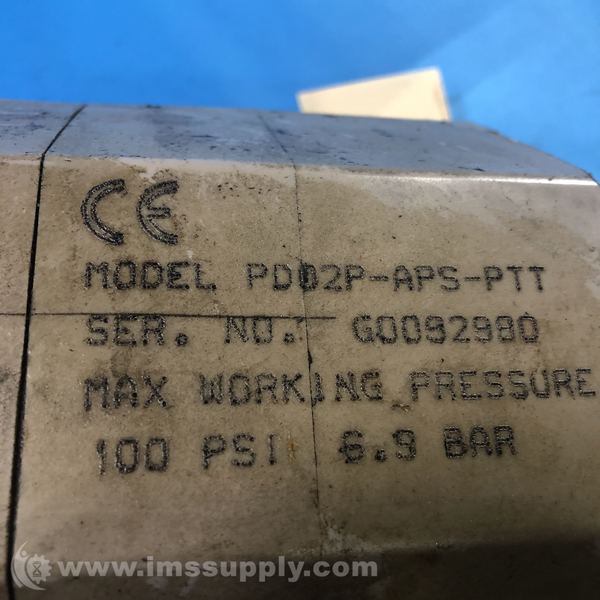 CE
MODEL PD02P-APS-PTT
SER. NO. G0092980
MAX WORKING PRESSURE
100 PSI 6.9 BAR
www.imssupply.com